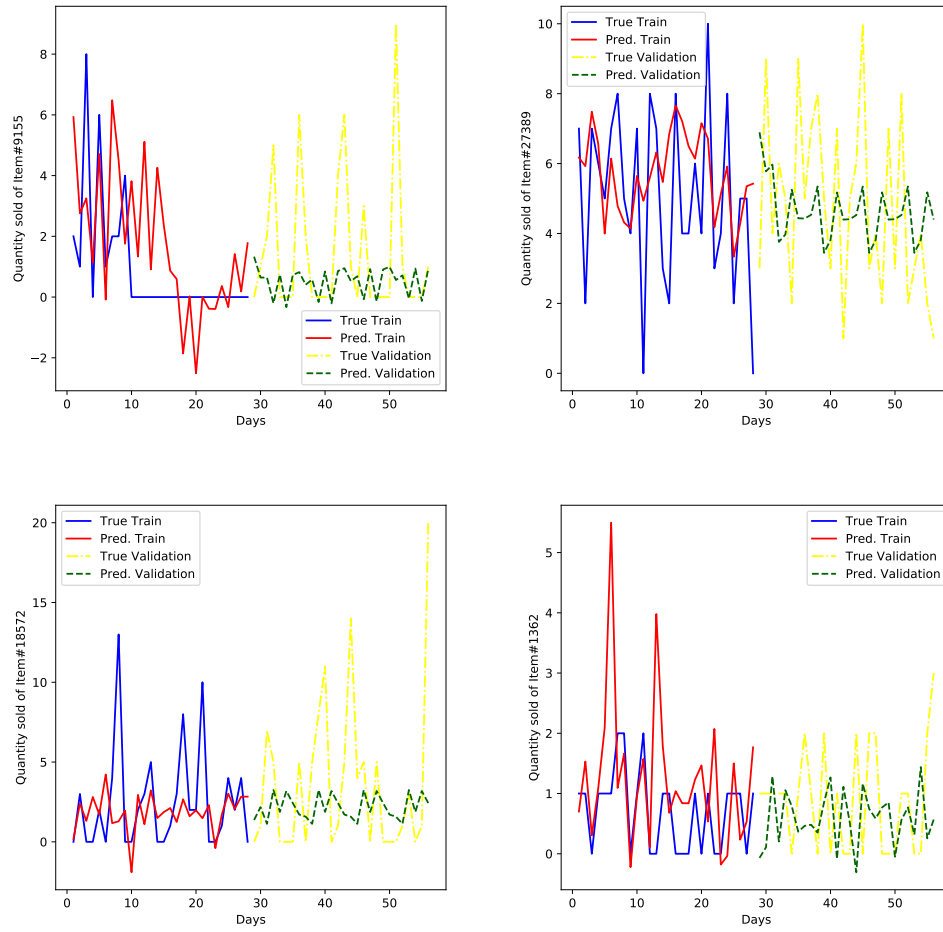 8
6
4
2
0
−2
0
10
20
30
40
50
Days
Quantity sold of Item#9155
True Train
Pred. Train
True Validation
Pred. Validation
10
8
6
4
2
0
0
10
20
30
40
50
Days
Quantity sold of Item#27389
True Train
Pred. Train
True Validation
Pred. Validation
20
15
10
5
0
0
10
20
30
40
50
Days
Quantity sold of Item#18572
True Train
Pred. Train
True Validation
Pred. Validation
5
4
3
2
1
0
0
10
20
30
40
50
Days
Quantity sold of Item#1362
True Train
Pred. Train
True Validation
Pred. Validation